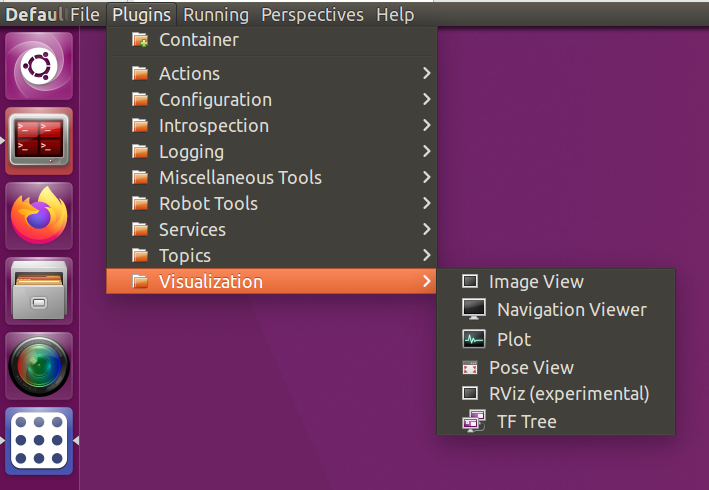 Default File Plugins Running Perspectives Help
Container
Actions
Configuration
Introspection
Logging
Miscellaneous Tools
Robot Tools
Services
Topics
Visualization
Image View
Navigation Viewer
Plot
Pose View
RViz (experimental)
TF Tree